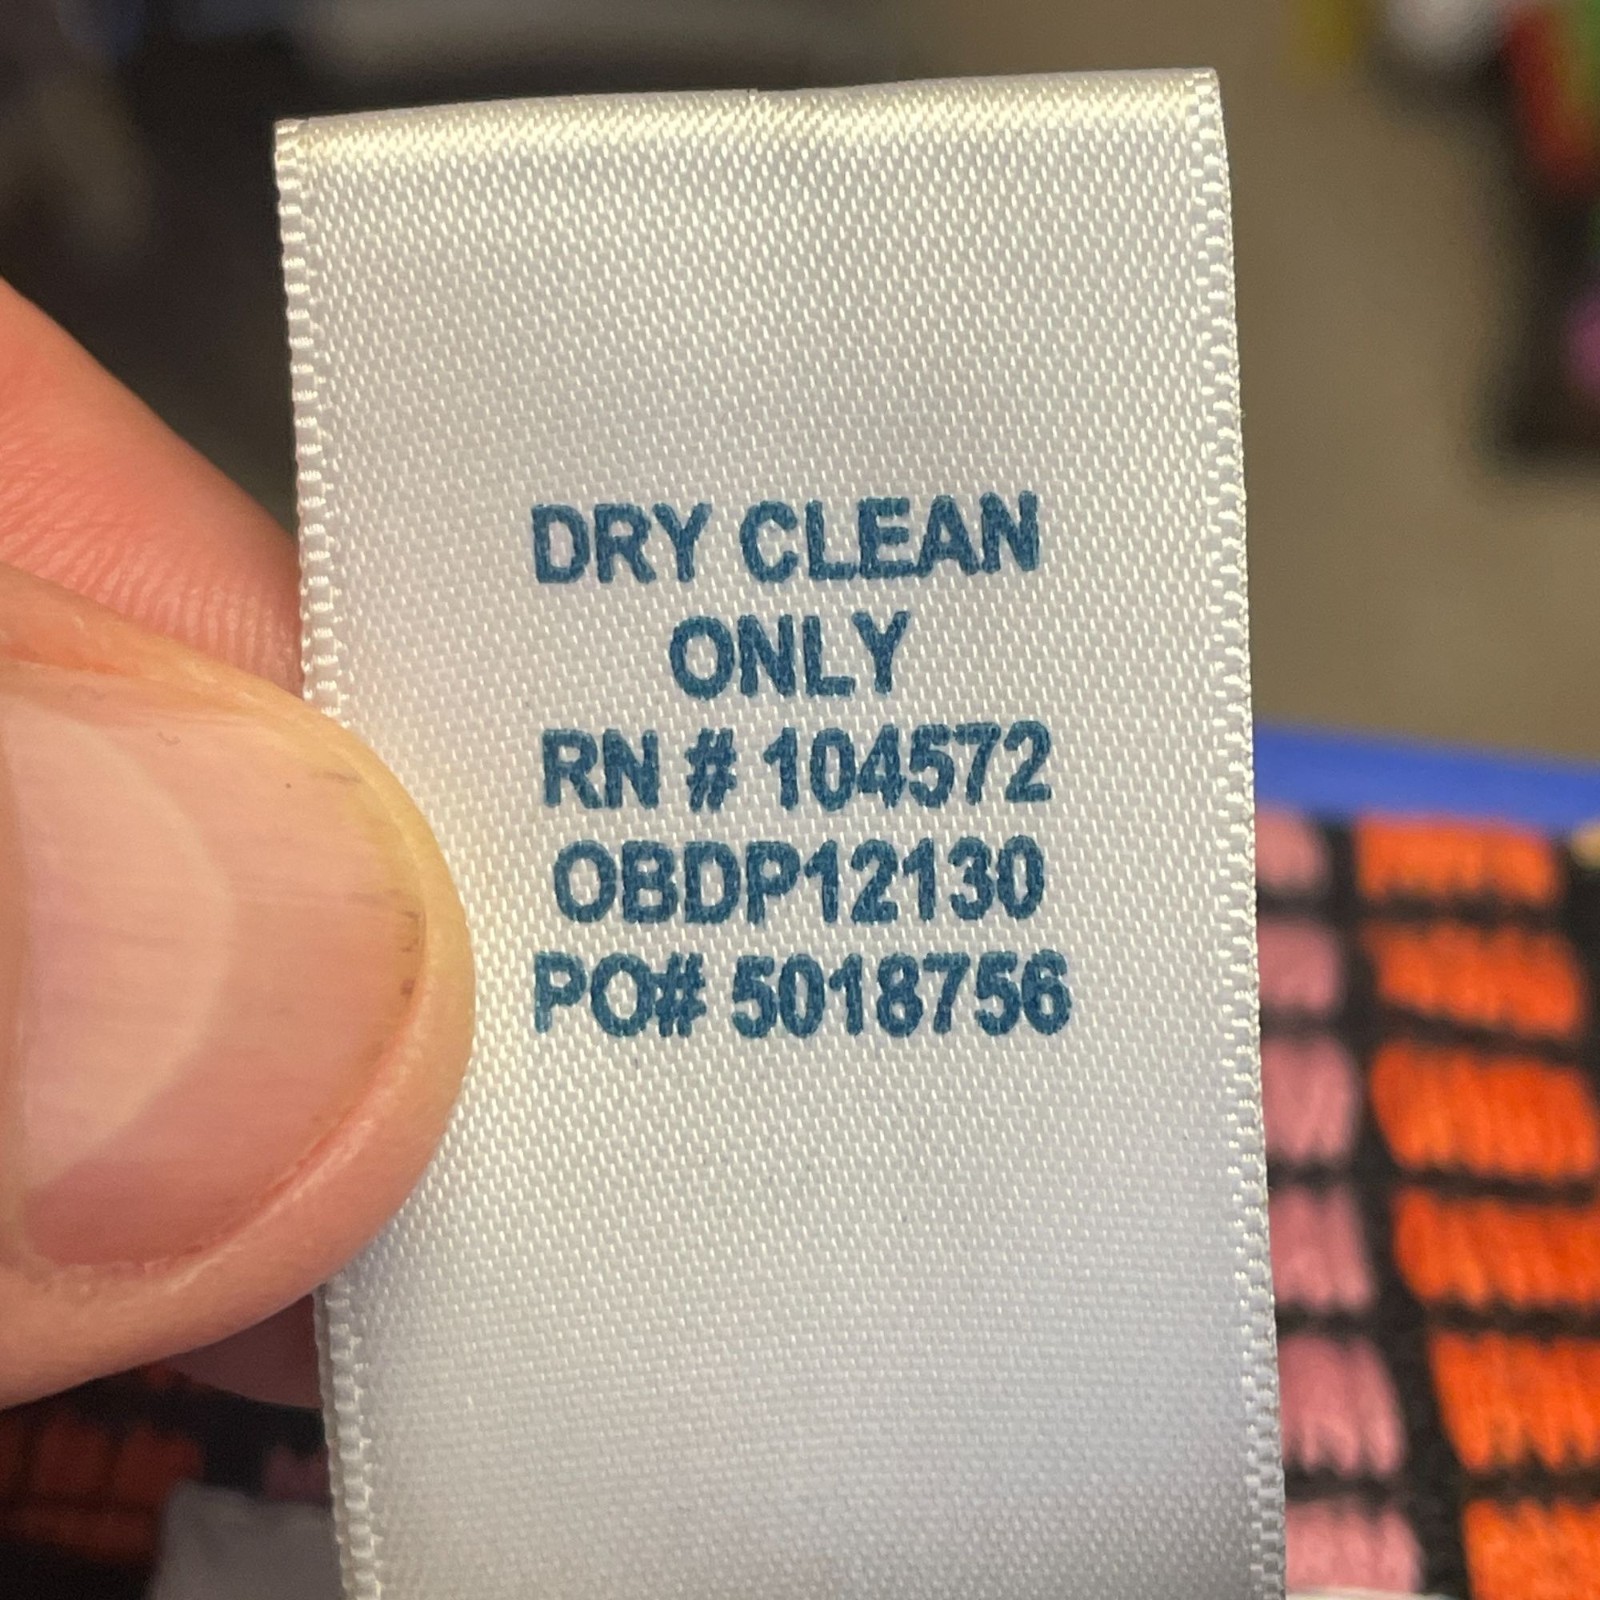 DRY CLEAN
ONLY
RN # 104572
OBDP12130
PO# 5018756